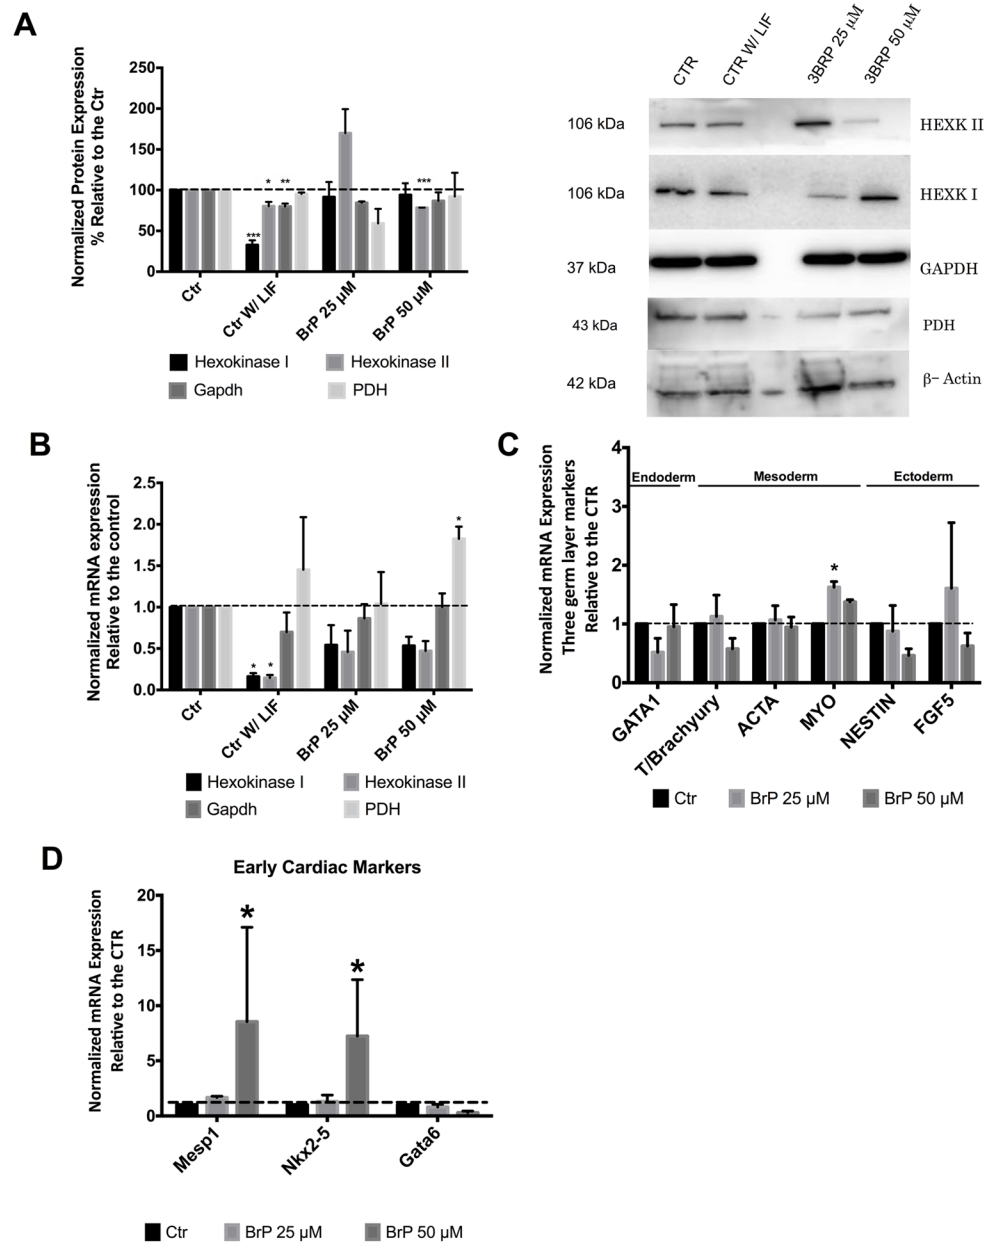 A
Normalized Protein Expression
% Relative to the Ctr
250
200
150
100
50
0
***
*
**
***
Ctr
Ctr W/ LIF
BrP 25 µM
BrP 50 µM
Hexokinase I
Hexokinase II
Gapdh
PDH
CTR
CTR W/ LIF
3BRP 25 µM
3BRP 50 µM
106 kDa
HEXK II
106 kDa
HEXK I
37 kDa
GAPDH
43 kDa
PDH
42 kDa
β– Actin
B
Normalized mRNA expression
Relative to the control
2.5
2.0
1.5
1.0
0.5
0.0
*
*
*
Ctr
Ctr W/ LIF
BrP 25 µM
BrP 50 µM
Hexokinase I
Hexokinase II
Gapdh
PDH
C
Normalized mRNA Expression
Three germ layer markers
Relative to the CTR
4
3
2
1
0
Endoderm
Mesoderm
Ectoderm
*
GATA1
T/Brachyury
ACTA
MYO
NESTIN
FGF5
Ctr
BrP 25 µM
BrP 50 µM
D
Early Cardiac Markers
Normalized mRNA Expression
Relative to the CTR
20
15
10
5
0
*
*
Mesp1
Nkx2-5
Gata6
Ctr
BrP 25 µM
BrP 50 µM